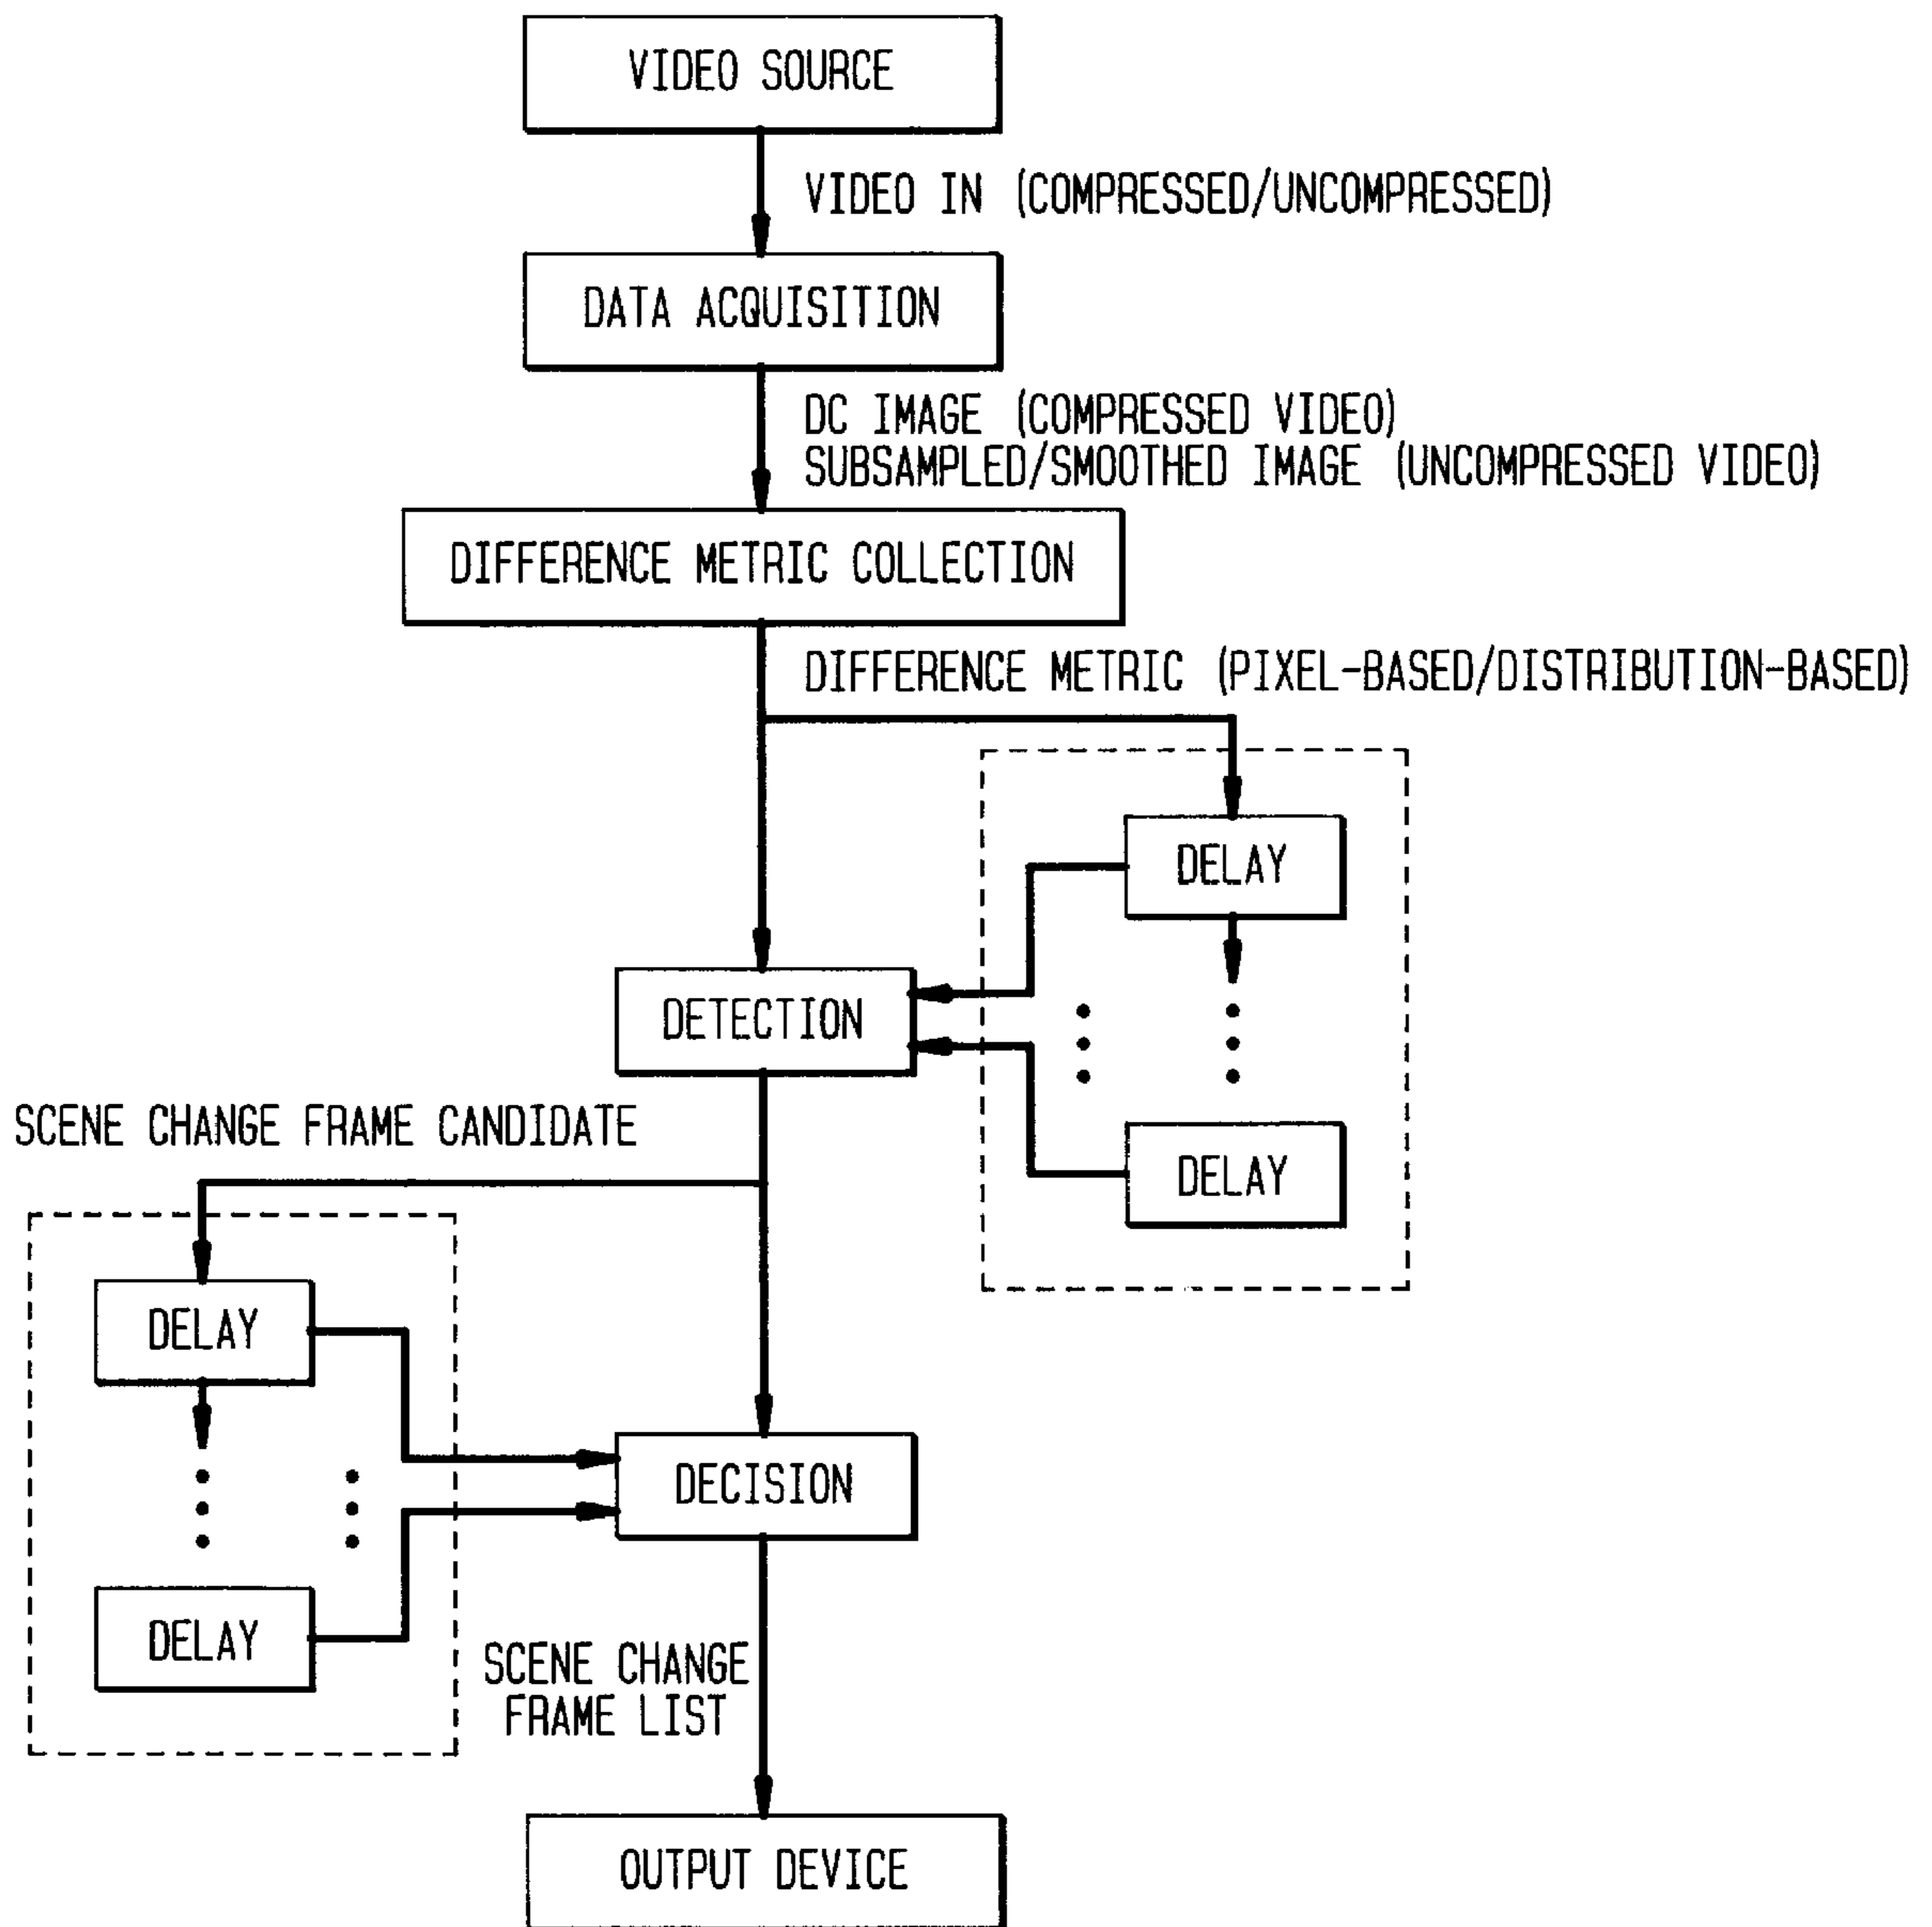 VIDEO SOURCE
VIDEO IN (COMPRESSED/UNCOMPRESSED)
DATA ACQUISITION
DC IMAGE (COMPRESSED VIDEO)
SUBSAMPLED/SMOOTHED IMAGE (UNCOMPRESSED VIDEO)
DIFFERENCE METRIC COLLECTION
DIFFERENCE METRIC (PIXEL-BASED/DISTRIBUTION-BASED)
DELAY
DETECTION
SCENE CHANGE FRAME CANDIDATE
DELAY
DELAY
DECISION
DELAY
SCENE CHANGE
FRAME LIST
OUTPUT DEVICE